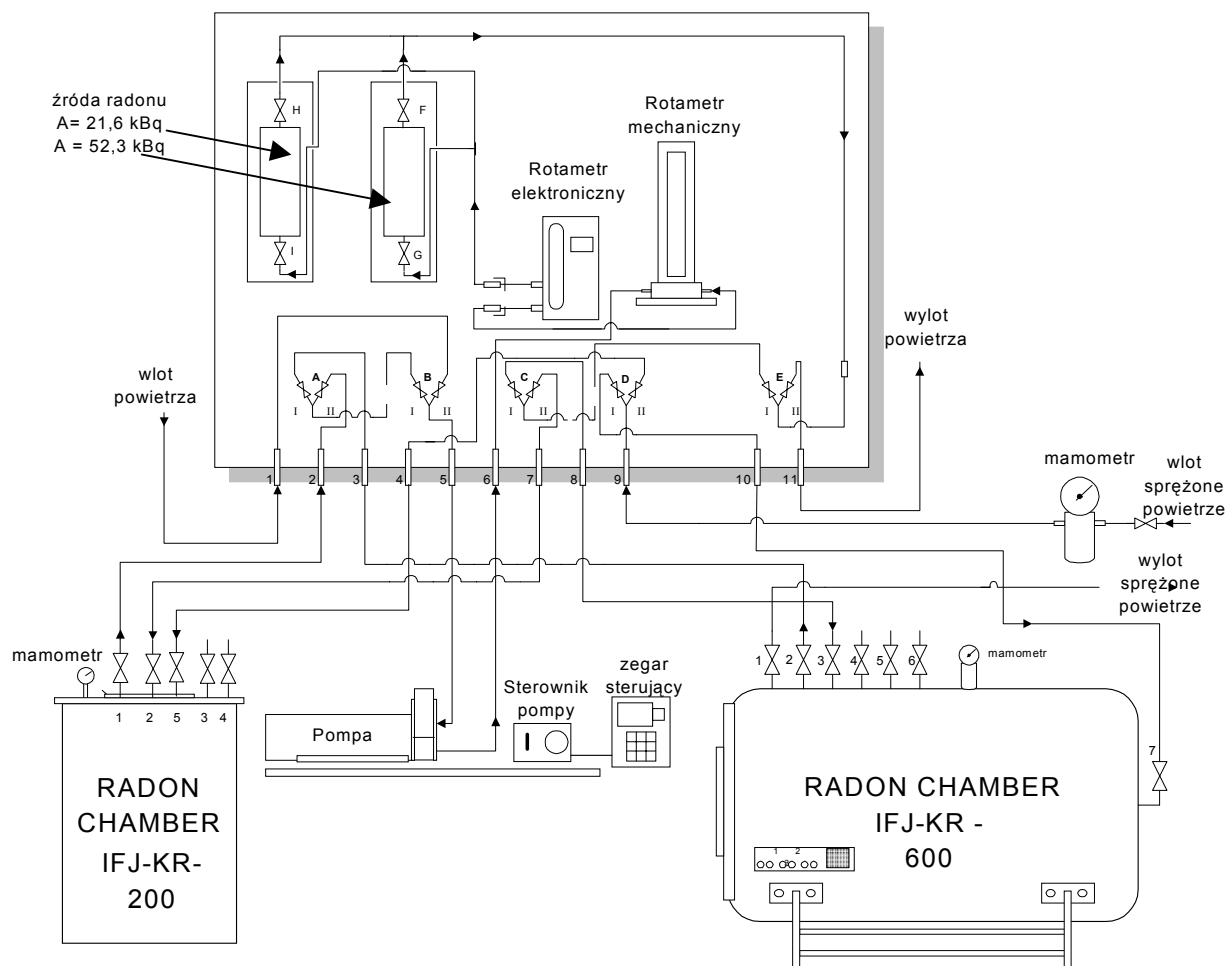 źróda radonu
A= 21,6 kBq
A = 52,3 kBq
H
F
I
G
Rotametr
elektroniczny
Rotametr
mechaniczny
wlot
powietrza
wylot
powietrza
A
I
II
B
I
II
C
I
II
D
I
II
E
I
II
1
2
3
4
5
6
7
8
9
10
11
mamometr
wlot
sprężone
powietrze
wylot
sprężone
powietrze
mamometr
1
2
5
3
4
RADON
CHAMBER
IFJ-KR-
200
Pompa
Sterownik
pompy
zegar
sterujący
1
2
3
4
5
6
mamometr
7
RADON CHAMBER
IFJ-KR -
600
1
2